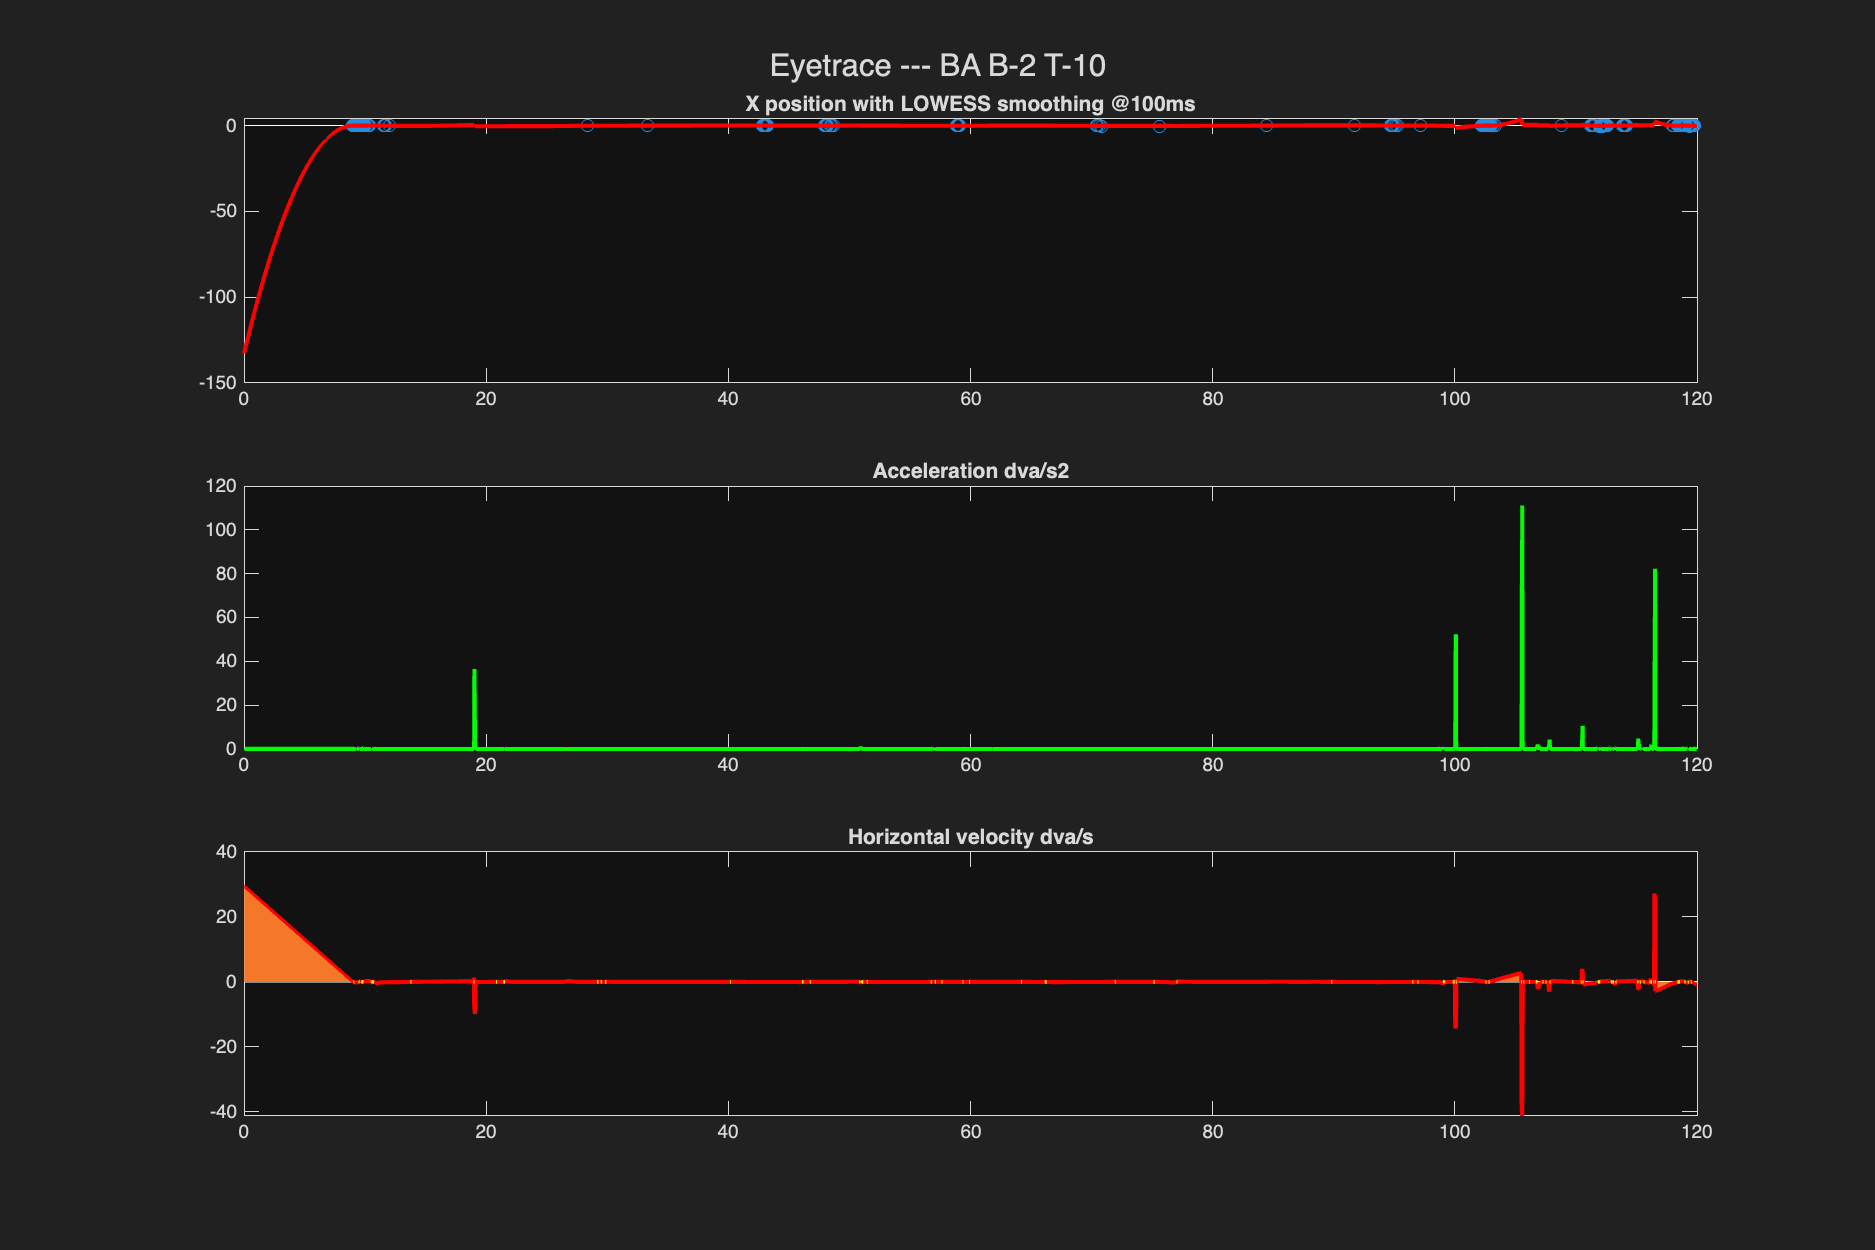 Eyetrace --- BA B-2 T-10
X position with LOWESS smoothing @100ms
0
-50
-100
-150
0 20 40 60 80 100 120
Acceleration dva/s2
120
100
80
60
40
20
0
0 20 40 60 80 100 120
Horizontal velocity dva/s
40
20
0
-20
-40
0 20 40 60 80 100 120